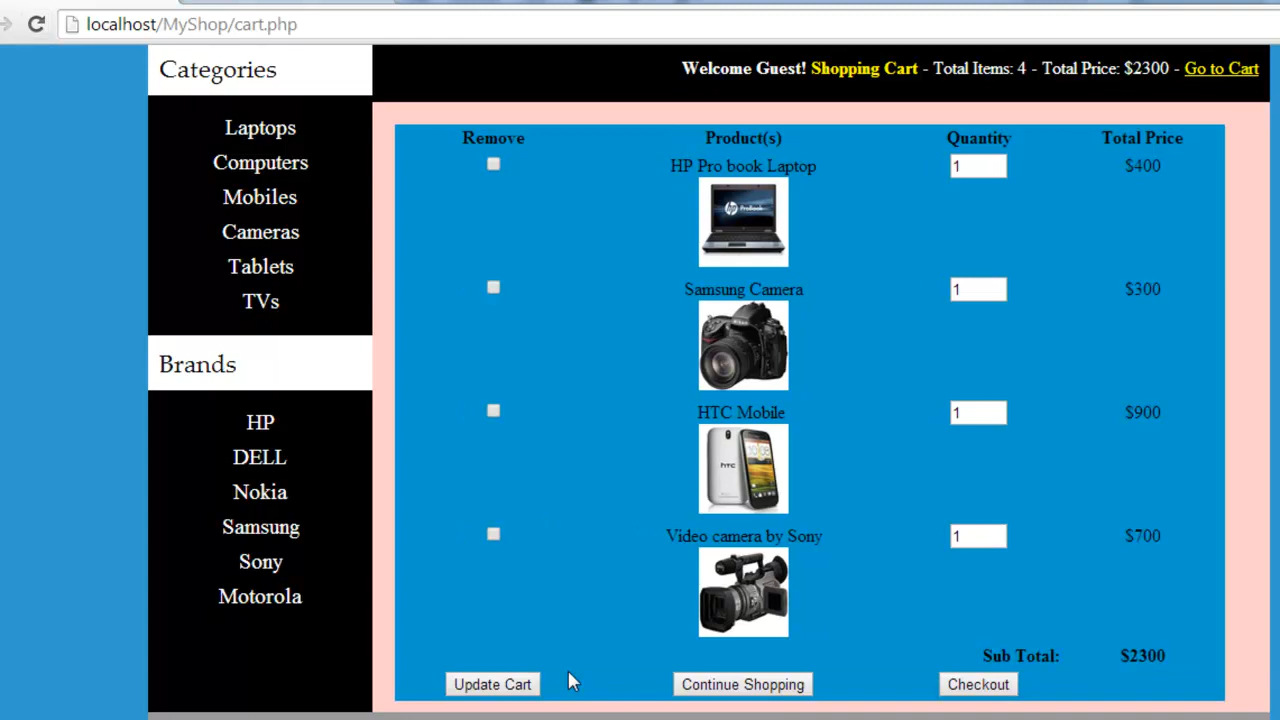 localhost/MyShop/cart.php
Categories
Welcome Guest! Shopping Cart - Total Items: 4 - Total Price: $2300 - Go to Cart
Laptops
Computers
Mobiles
Cameras
Tablets
TVs
Brands
HP
DELL
Nokia
Samsung
Sony
Motorola
Remove Product(s) Quantity Total Price
HP Pro book Laptop 1 $400
hp ProBook
Samsung Camera 1 $300
HTC Mobile 1 $900
hTC
Video camera by Sony 1 $700
Sub Total: $2300
Update Cart Continue Shopping Checkout